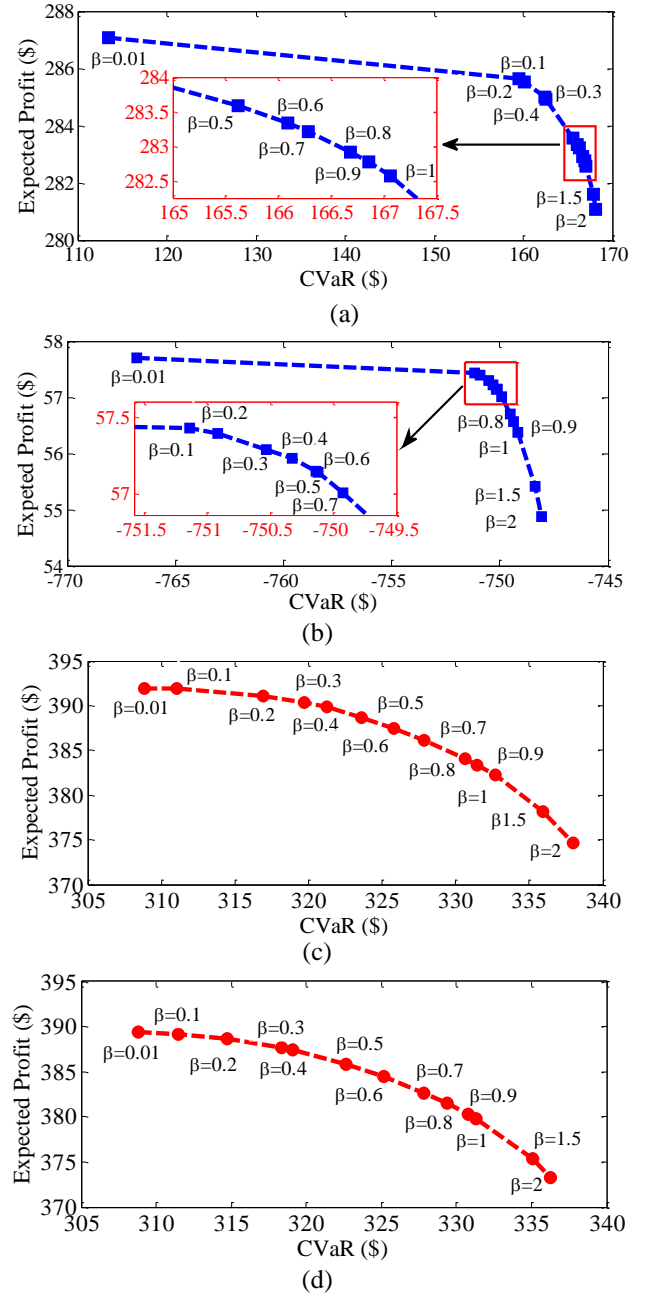 288
286
284
282
280
Expected Profit ($)
β=0.01
β=0.1
β=0.2
β=0.3
β=0.4
β=1.5
β=2
284
283.5
283
282.5
β=0.5
β=0.6
β=0.7
β=0.8
β=0.9
β=1
165
165.5
166
166.5
167
167.5
110
120
130
140
150
160
170
CVaR ($)
(a)
58
57
56
55
54
Expeted Profit ($)
β=0.01
β=0.8
β=0.9
β=1
β=1.5
β=2
57.5
57
β=0.2
β=0.1
β=0.4
β=0.3
β=0.6
β=0.5
β=0.7
-751.5
-751
-750.5
-750
-749.5
-770
-765
-760
-755
-750
-745
CVaR ($)
(b)
395
390
385
380
375
370
Expected Profit ($)
β=0.01
β=0.1
β=0.2
β=0.3
β=0.4
β=0.5
β=0.6
β=0.7
β=0.8
β=0.9
β=1
β1.5
β=2
305
310
315
320
325
330
335
340
CVaR ($)
(c)
395
390
385
380
375
370
Expected Profit ($)
β=0.01
β=0.1
β=0.2
β=0.3
β=0.4
β=0.5
β=0.6
β=0.7
β=0.8
β=0.9
β=1
β=1.5
β=2
305
310
315
320
325
330
335
340
CVaR ($)
(d)